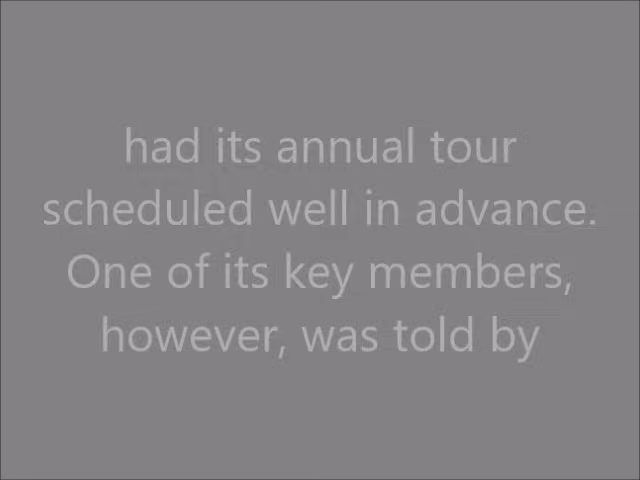 had its annual tour
scheduled well in advance.
One of its key members,
however, was told by